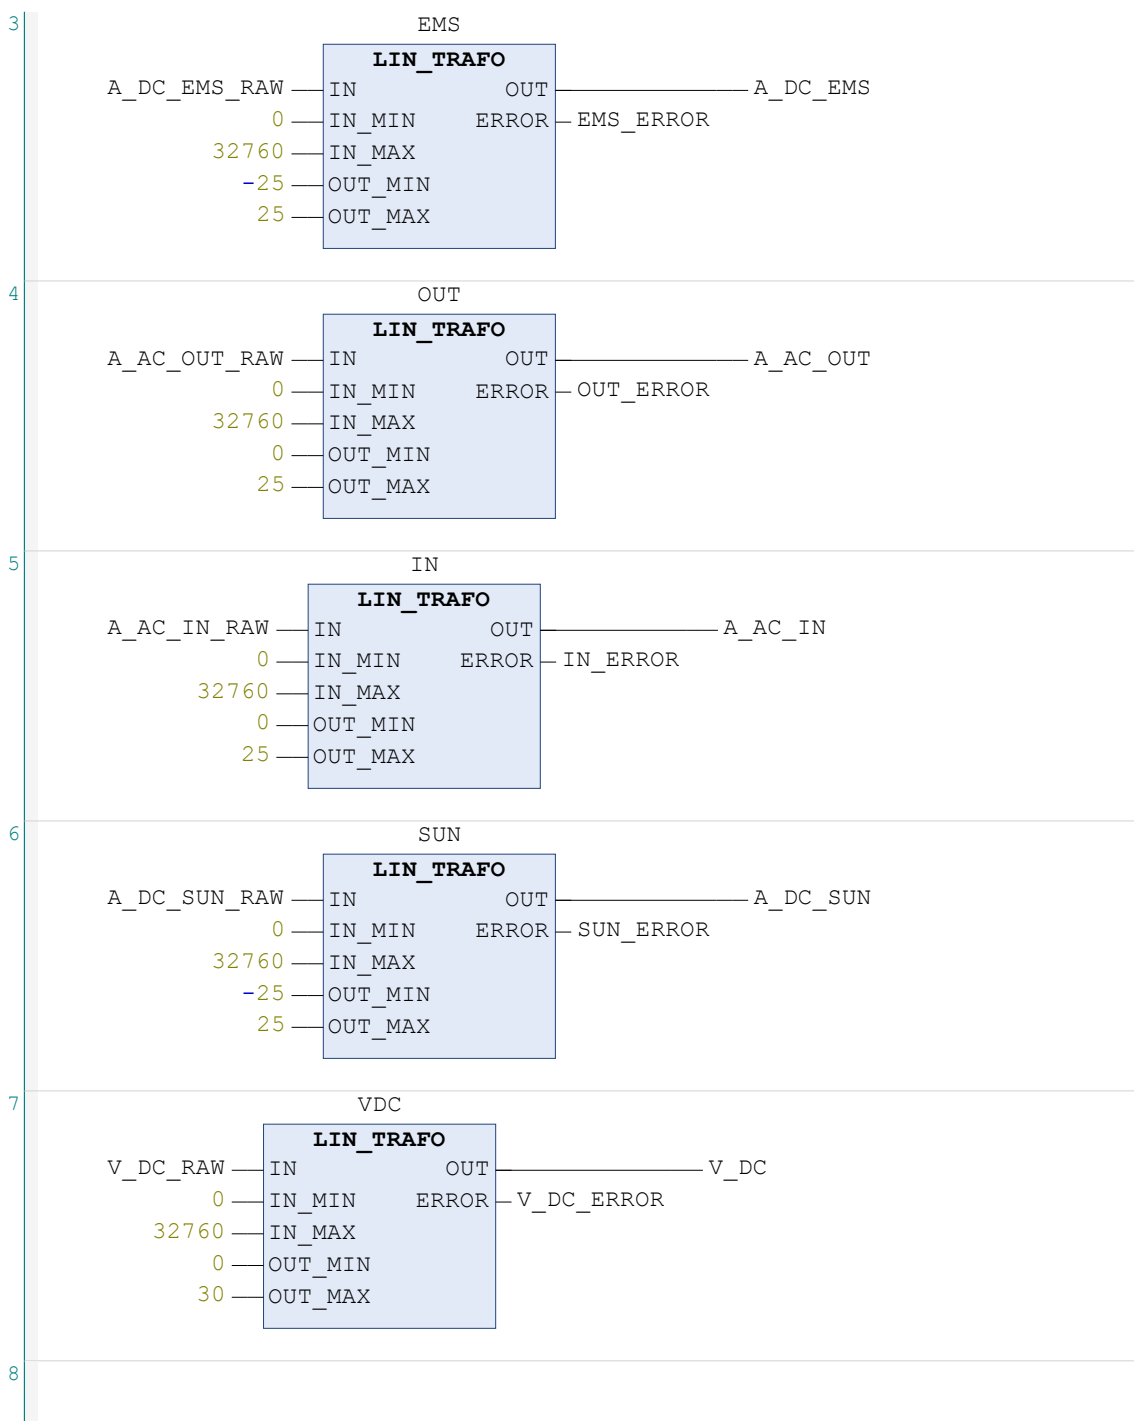 3
EMS
LIN_TRAFO
A_DC_EMS_RAW IN OUT A_DC_EMS
0 IN_MIN ERROR EMS_ERROR
32760 IN_MAX
-25 OUT_MIN
25 OUT_MAX
4
OUT
LIN_TRAFO
A_AC_OUT_RAW IN OUT A_AC_OUT
0 IN_MIN ERROR OUT_ERROR
32760 IN_MAX
0 OUT_MIN
25 OUT_MAX
5
IN
LIN_TRAFO
A_AC_IN_RAW IN OUT A_AC_IN
0 IN_MIN ERROR IN_ERROR
32760 IN_MAX
0 OUT_MIN
25 OUT_MAX
6
SUN
LIN_TRAFO
A_DC_SUN_RAW IN OUT A_DC_SUN
0 IN_MIN ERROR SUN_ERROR
32760 IN_MAX
-25 OUT_MIN
25 OUT_MAX
7
VDC
LIN_TRAFO
V_DC_RAW IN OUT V_DC
0 IN_MIN ERROR V_DC_ERROR
32760 IN_MAX
0 OUT_MIN
30 OUT_MAX
8